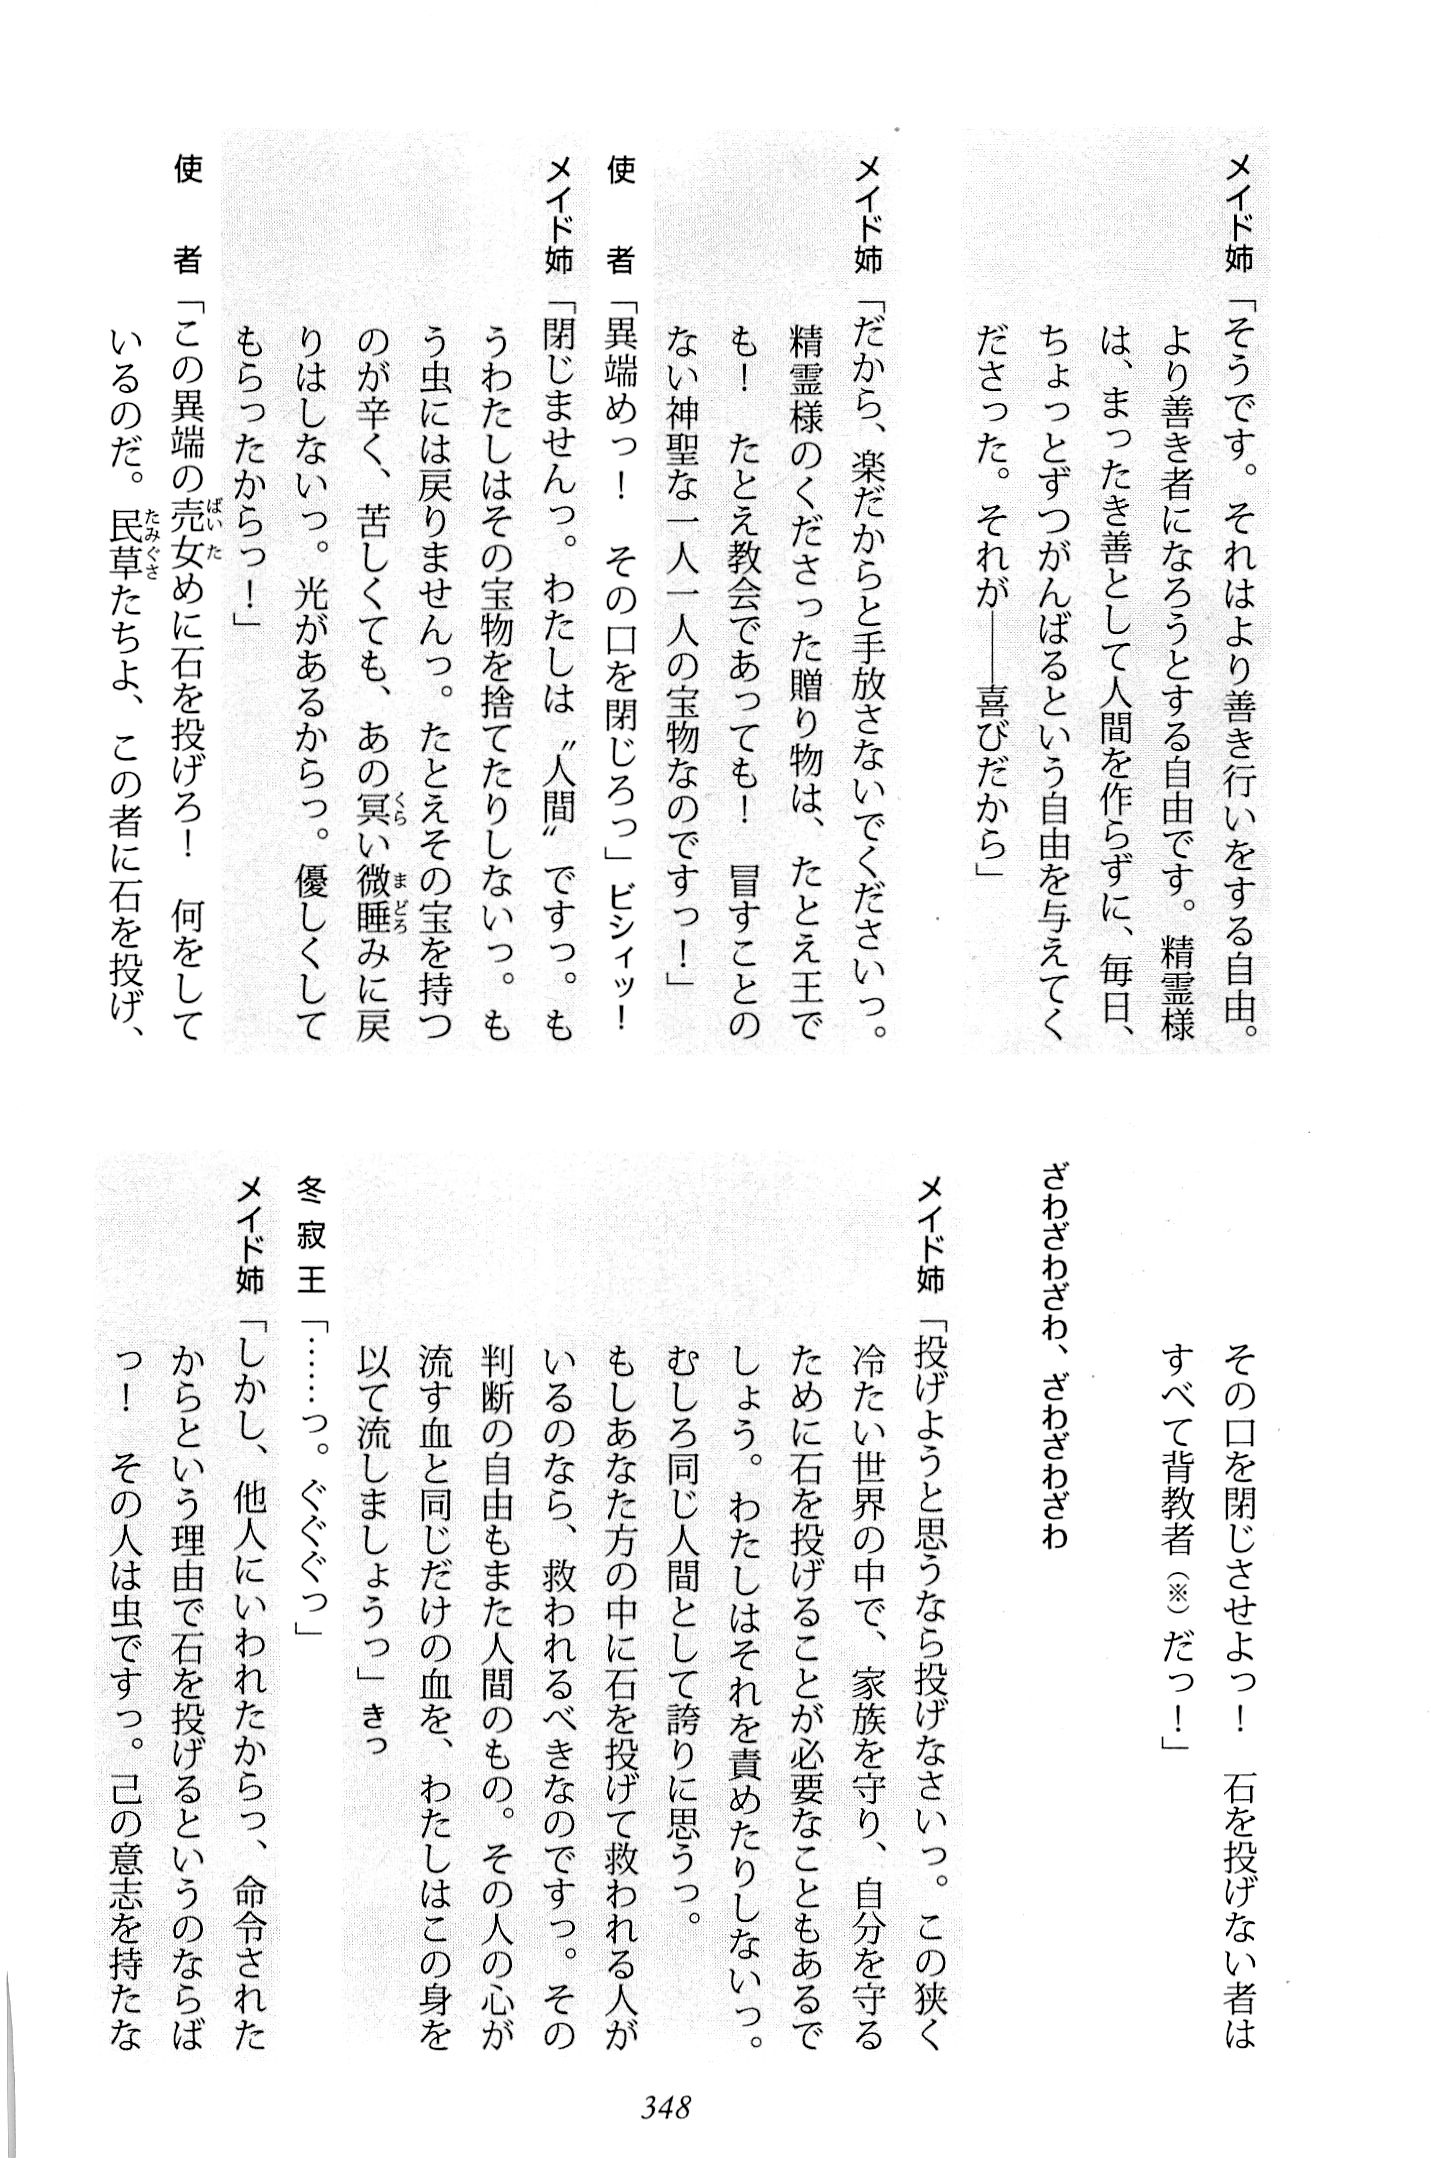 メイド姉「そうです。それはより善き行いをする自由。
より善き者になろうとする自由です。精霊様
は、まったき善として人間を作らずに、毎日、
ちょっとずつがんばるという自由を与えてく
ださった。それが――喜びだから」
メイド姉「だから、楽だからと手放さないでくださいっ。
精霊様のくださった贈り物は、たとえ王で
も！　たとえ教会であっても！　冒すことの
ない神聖な一人一人の宝物なのですっ！」
使　者「異端めっ！　その口を閉じろっ」ビシィッ！
メイド姉「閉じませんっ。わたしは〝人間〟ですっ。も
うわたしはその宝物を捨てたりしないっ。も
う虫には戻りませんっ。たとえその宝を持つ
のが辛く、苦しくても、あの冥い微睡みに戻
りはしないっ。光があるからっ。優しくして
もらったからっ！」
使　者「この異端の売女めに石を投げろ！　何をして
いるのだ。民草たちよ、この者に石を投げ、
その口を閉じさせよっ！　石を投げない者は
すべて背教者（※）だっ！」
ざわざわざわ、ざわざわざわ
メイド姉「投げようと思うなら投げなさいっ。この狭く
冷たい世界の中で、家族を守り、自分を守る
ために石を投げることが必要なこともあるで
しょう。わたしはそれを責めたりしないっ。
むしろ同じ人間として誇りに思うっ。
もしあなた方の中に石を投げて救われる人が
いるのなら、救われるべきなのですっ。その
判断の自由もまた人間のもの。その人の心が
流す血と同じだけの血を、わたしはこの身を
以て流しましょうっ」きっ
冬寂王「……っ。ぐぐぐっ」
メイド姉「しかし、他人にいわれたからっ、命令された
からという理由で石を投げるというのならば
っ！　その人は虫ですっ。己の意志を持たな
348